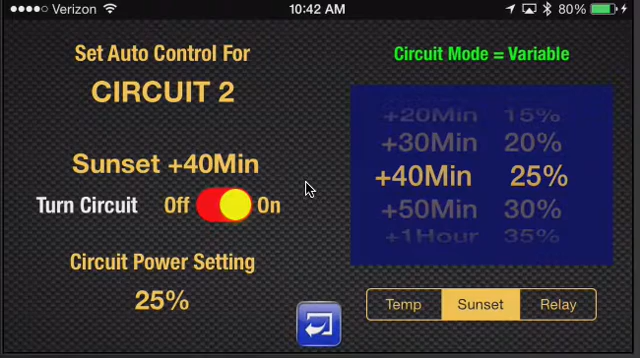 Verizon 10:42 AM 80%
Set Auto Control For
CIRCUIT 2
Sunset +40Min
Turn Circuit Off On
Circuit Power Setting
25%
Circuit Mode = Variable
+20Min 15%
+30Min 20%
+40Min 25%
+50Min 30%
+1Hour 35%
Temp Sunset Relay